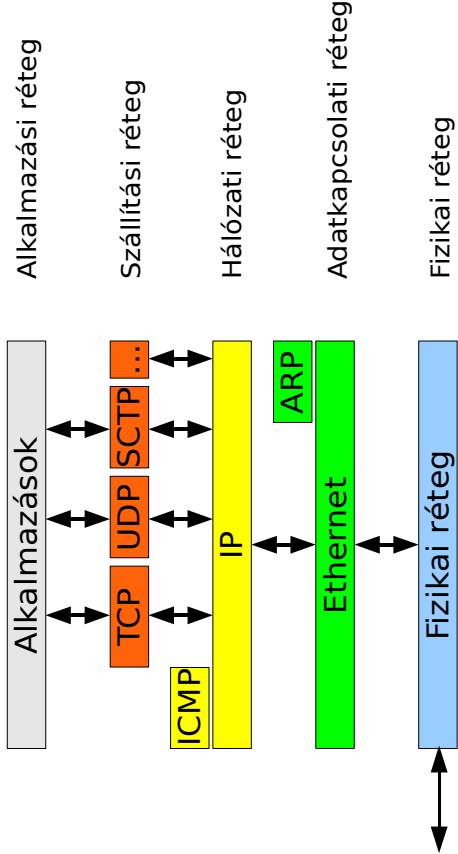 Alkalmazások
Alkalmazási réteg
TCP
UDP
SCTP
...
Szállítási réteg
ICMP
IP
Hálózati réteg
ARP
Ethernet
Adatkapcsolati réteg
Fizikai réteg
Fizikai réteg